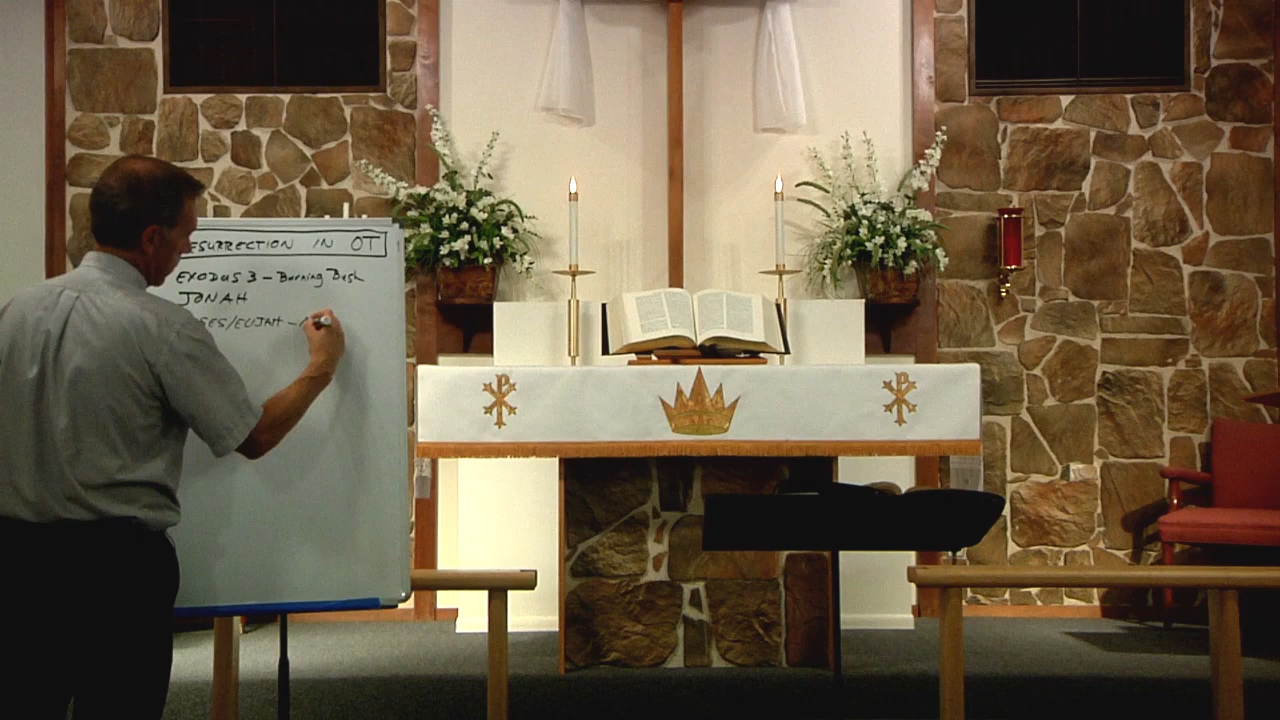 ESURRECTION IN OT
EXODUS 3 - Burning Bush
JONAH
SES/ELIJAH -